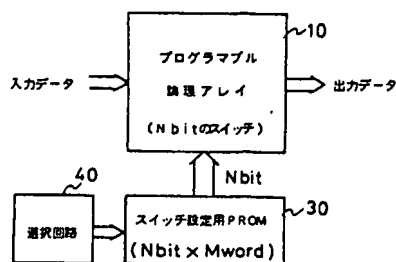 10
プログラマブル
論理アレイ
(Nbitのスイッチ)
入力データ
出力データ
Nbit
40
選択回路
スイッチ設定用PROM
(Nbit x Mword)
30